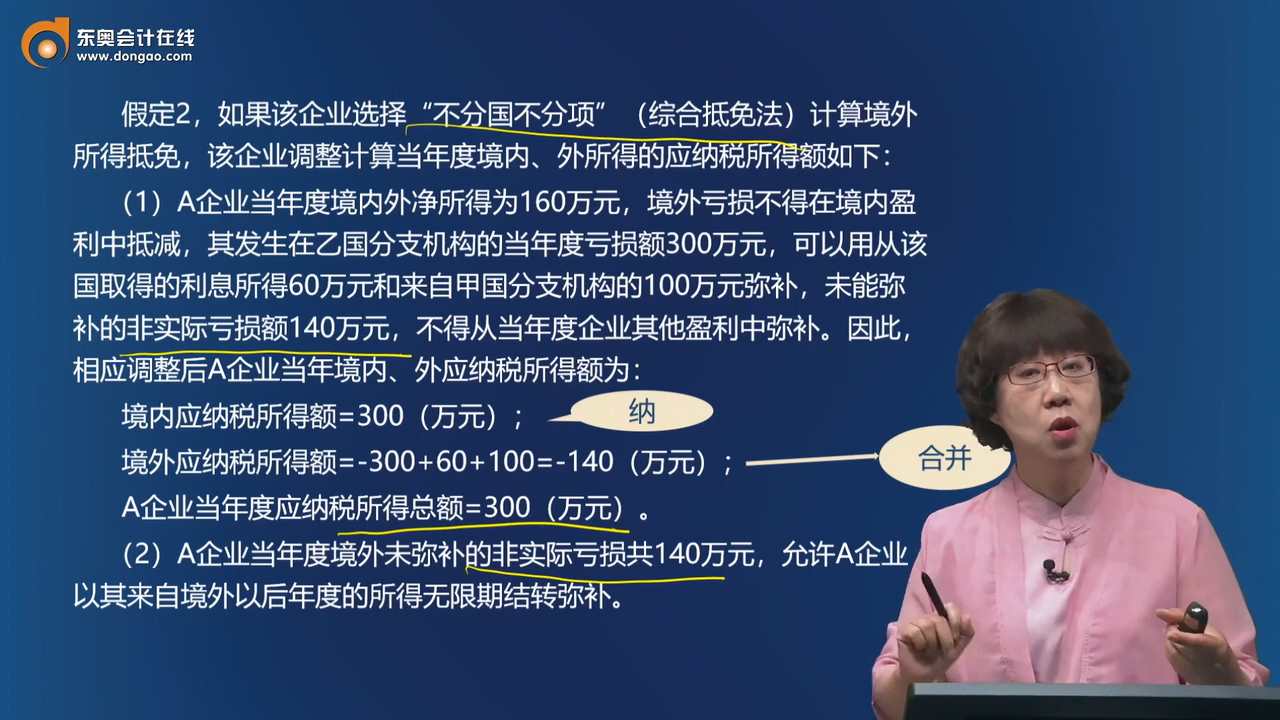 东奥会计在线
www.dongao.com
假定2，如果该企业选择“不分国不分项”（综合抵免法）计算境外
所得抵免，该企业调整计算当年度境内、外所得的应纳税所得额如下：
（1）A企业当年度境内外净所得为160万元，境外亏损不得在境内盈
利中抵减，其发生在乙国分支机构的当年度亏损额300万元，可以用从该
国取得的利息所得60万元和来自甲国分支机构的100万元弥补，未能弥
补的非实际亏损额140万元，不得从当年度企业其他盈利中弥补。因此，
相应调整后A企业当年境内、外应纳税所得额为：
境内应纳税所得额=300（万元）；
纳
境外应纳税所得额=-300+60+100=-140（万元）；
合并
A企业当年度应纳税所得总额=300（万元）。
（2）A企业当年度境外未弥补的非实际亏损共140万元，允许A企业
以其来自境外以后年度的所得无限期结转弥补。